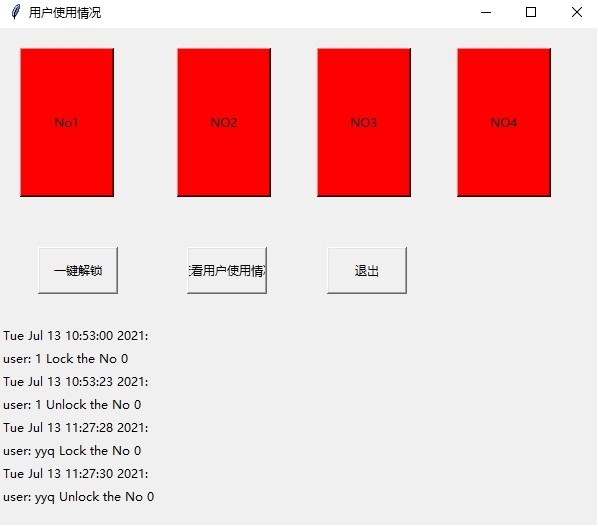 用户使用情况
No1
NO2
NO3
NO4
一键解锁
看用户使用情
退出
Tue Jul 13 10:53:00 2021:
user: 1 Lock the No 0
Tue Jul 13 10:53:23 2021:
user: 1 Unlock the No 0
Tue Jul 13 11:27:28 2021:
user: yyq Lock the No 0
Tue Jul 13 11:27:30 2021:
user: yyq Unlock the No 0